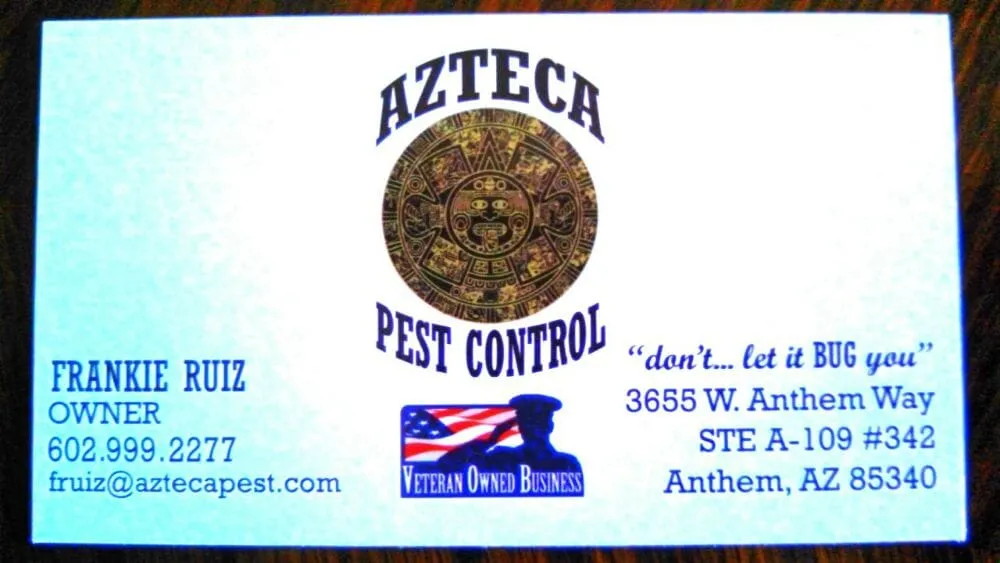 AZTECA
PEST CONTROL
FRANKIE RUIZ
OWNER
602.999.2277
fruiz@aztecapest.com
VETERAN OWNED BUSINESS
“don’t... let it BUG you”
3655 W. Anthem Way
STE A-109 #342
Anthem, AZ 85340